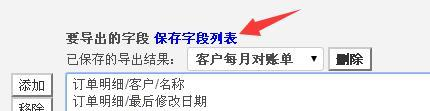 要导出的字段 保存字段列表
已保存的导出结果: 客户每月对账单 删除
添加
订单明细/客户/名称
移除
订单明细/最后修改日期